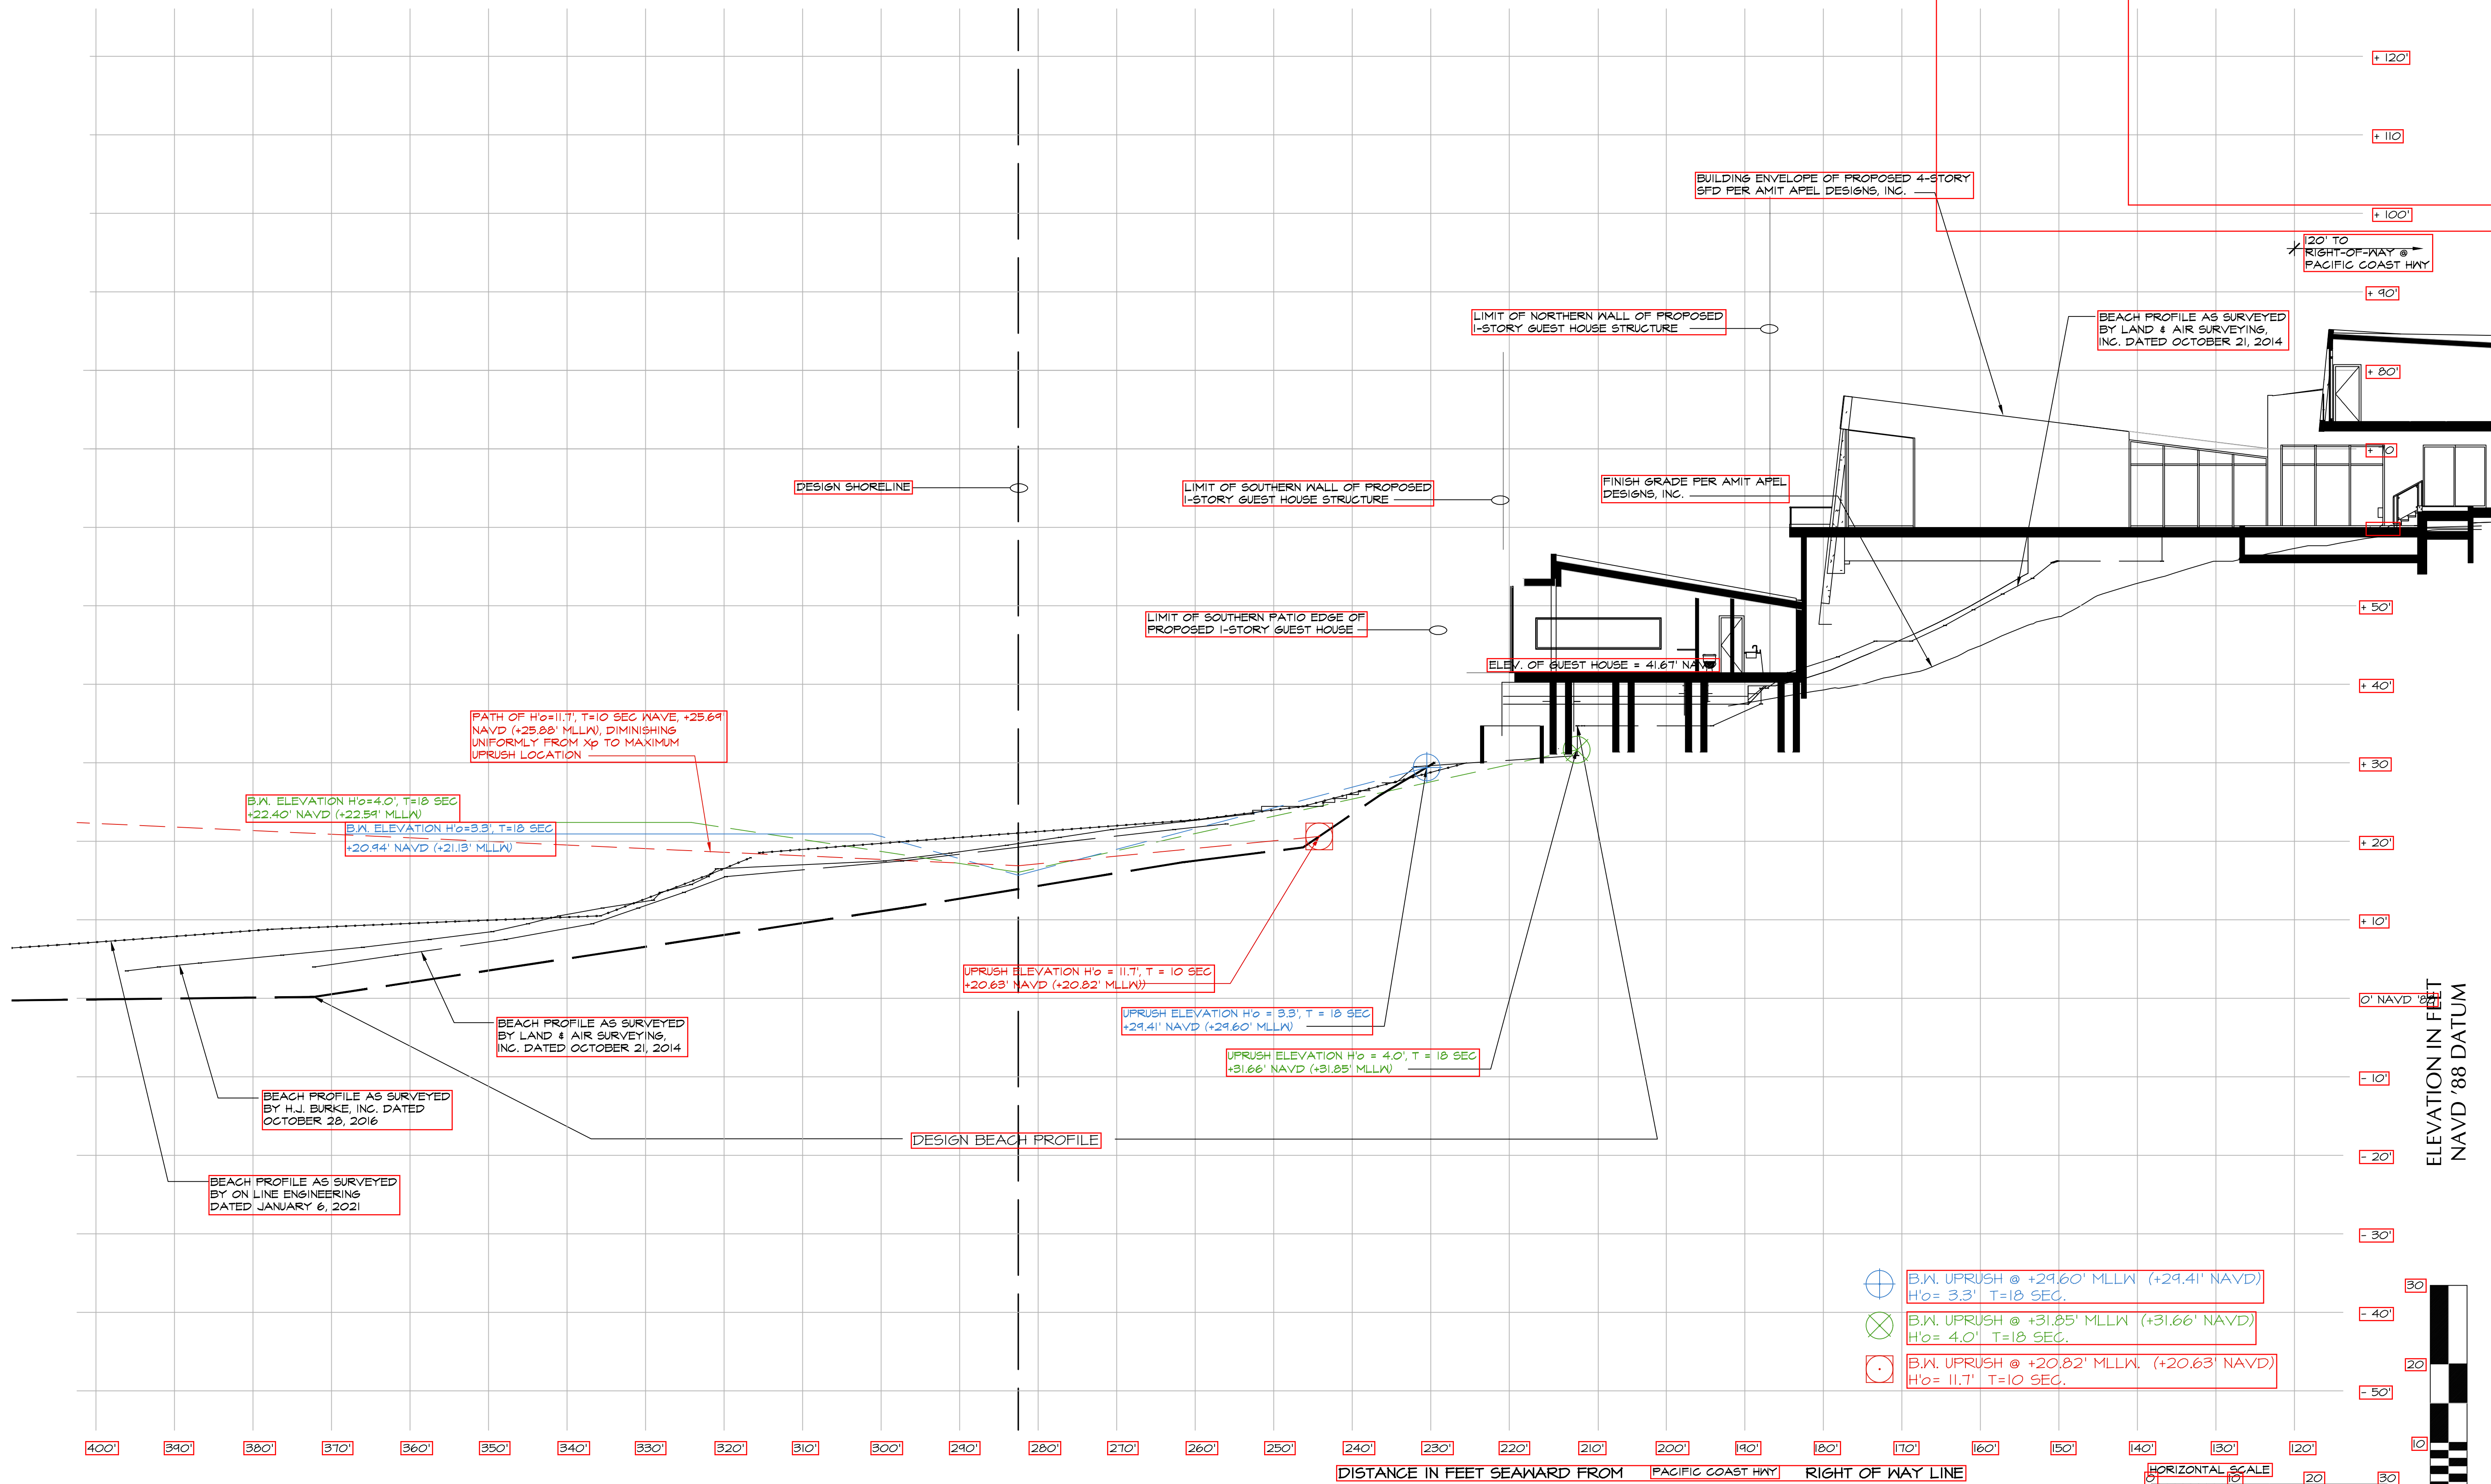 + 120'
+ 110
BUILDING ENVELOPE OF PROPOSED 4-STORY
SFD PER AMIT APEL DESIGNS, INC.
+ 100'
120' TO
RIGHT-OF-WAY @
PACIFIC COAST HWY
+ 90'
LIMIT OF NORTHERN WALL OF PROPOSED
1-STORY GUEST HOUSE STRUCTURE
BEACH PROFILE AS SURVEYED
BY LAND & AIR SURVEYING,
INC. DATED OCTOBER 21, 2014
+ 80'
+ 70
DESIGN SHORELINE
LIMIT OF SOUTHERN WALL OF PROPOSED
1-STORY GUEST HOUSE STRUCTURE
FINISH GRADE PER AMIT APEL
DESIGNS, INC.
+ 50'
LIMIT OF SOUTHERN PATIO EDGE OF
PROPOSED 1-STORY GUEST HOUSE
ELEV. OF GUEST HOUSE = 41.67' NAVD
+ 40'
PATH OF H'o=11.7', T=10 SEC WAVE, +25.69'
NAVD (+25.88' MLLW), DIMINISHING
UNIFORMLY FROM Xp TO MAXIMUM
UPRUSH LOCATION
+ 30
B.W. ELEVATION H'o=4.0', T=18 SEC
+22.40' NAVD (+22.59' MLLW)
B.W. ELEVATION H'o=3.3', T=18 SEC
+20.94' NAVD (+21.13' MLLW)
+ 20'
+ 10'
UPRUSH ELEVATION H'o = 11.7', T = 10 SEC
+20.63' NAVD (+20.82' MLLW))
0' NAVD '88
UPRUSH ELEVATION H'o = 3.3', T = 18 SEC
+29.41' NAVD (+29.60' MLLW)
BEACH PROFILE AS SURVEYED
BY LAND & AIR SURVEYING,
INC. DATED OCTOBER 21, 2014
UPRUSH ELEVATION H'o = 4.0', T = 18 SEC
+31.66' NAVD (+31.85' MLLW)
- 10'
ELEVATION IN FEET
NAVD '88 DATUM
BEACH PROFILE AS SURVEYED
BY H.J. BURKE, INC. DATED
OCTOBER 28, 2016
DESIGN BEACH PROFILE
- 20'
BEACH PROFILE AS SURVEYED
BY ON LINE ENGINEERING
DATED JANUARY 6, 2021
- 30'
B.W. UPRUSH @ +29.60' MLLW (+29.41' NAVD)
H'o= 3.3' T=18 SEC.
30
- 40'
B.W. UPRUSH @ +31.85' MLLW (+31.66' NAVD)
H'o= 4.0' T=18 SEC.
B.W. UPRUSH @ +20.82' MLLW. (+20.63' NAVD)
H'o= 11.7' T=10 SEC.
20
- 50'
400' 390' 380' 370' 360' 350' 340' 330' 320' 310' 300' 290' 280' 270' 260' 250' 240' 230' 220' 210' 200' 190' 180' 170' 160' 150' 140' 130' 120'
10
DISTANCE IN FEET SEAWARD FROM PACIFIC COAST HWY RIGHT OF WAY LINE
HORIZONTAL SCALE
0 10 20 30